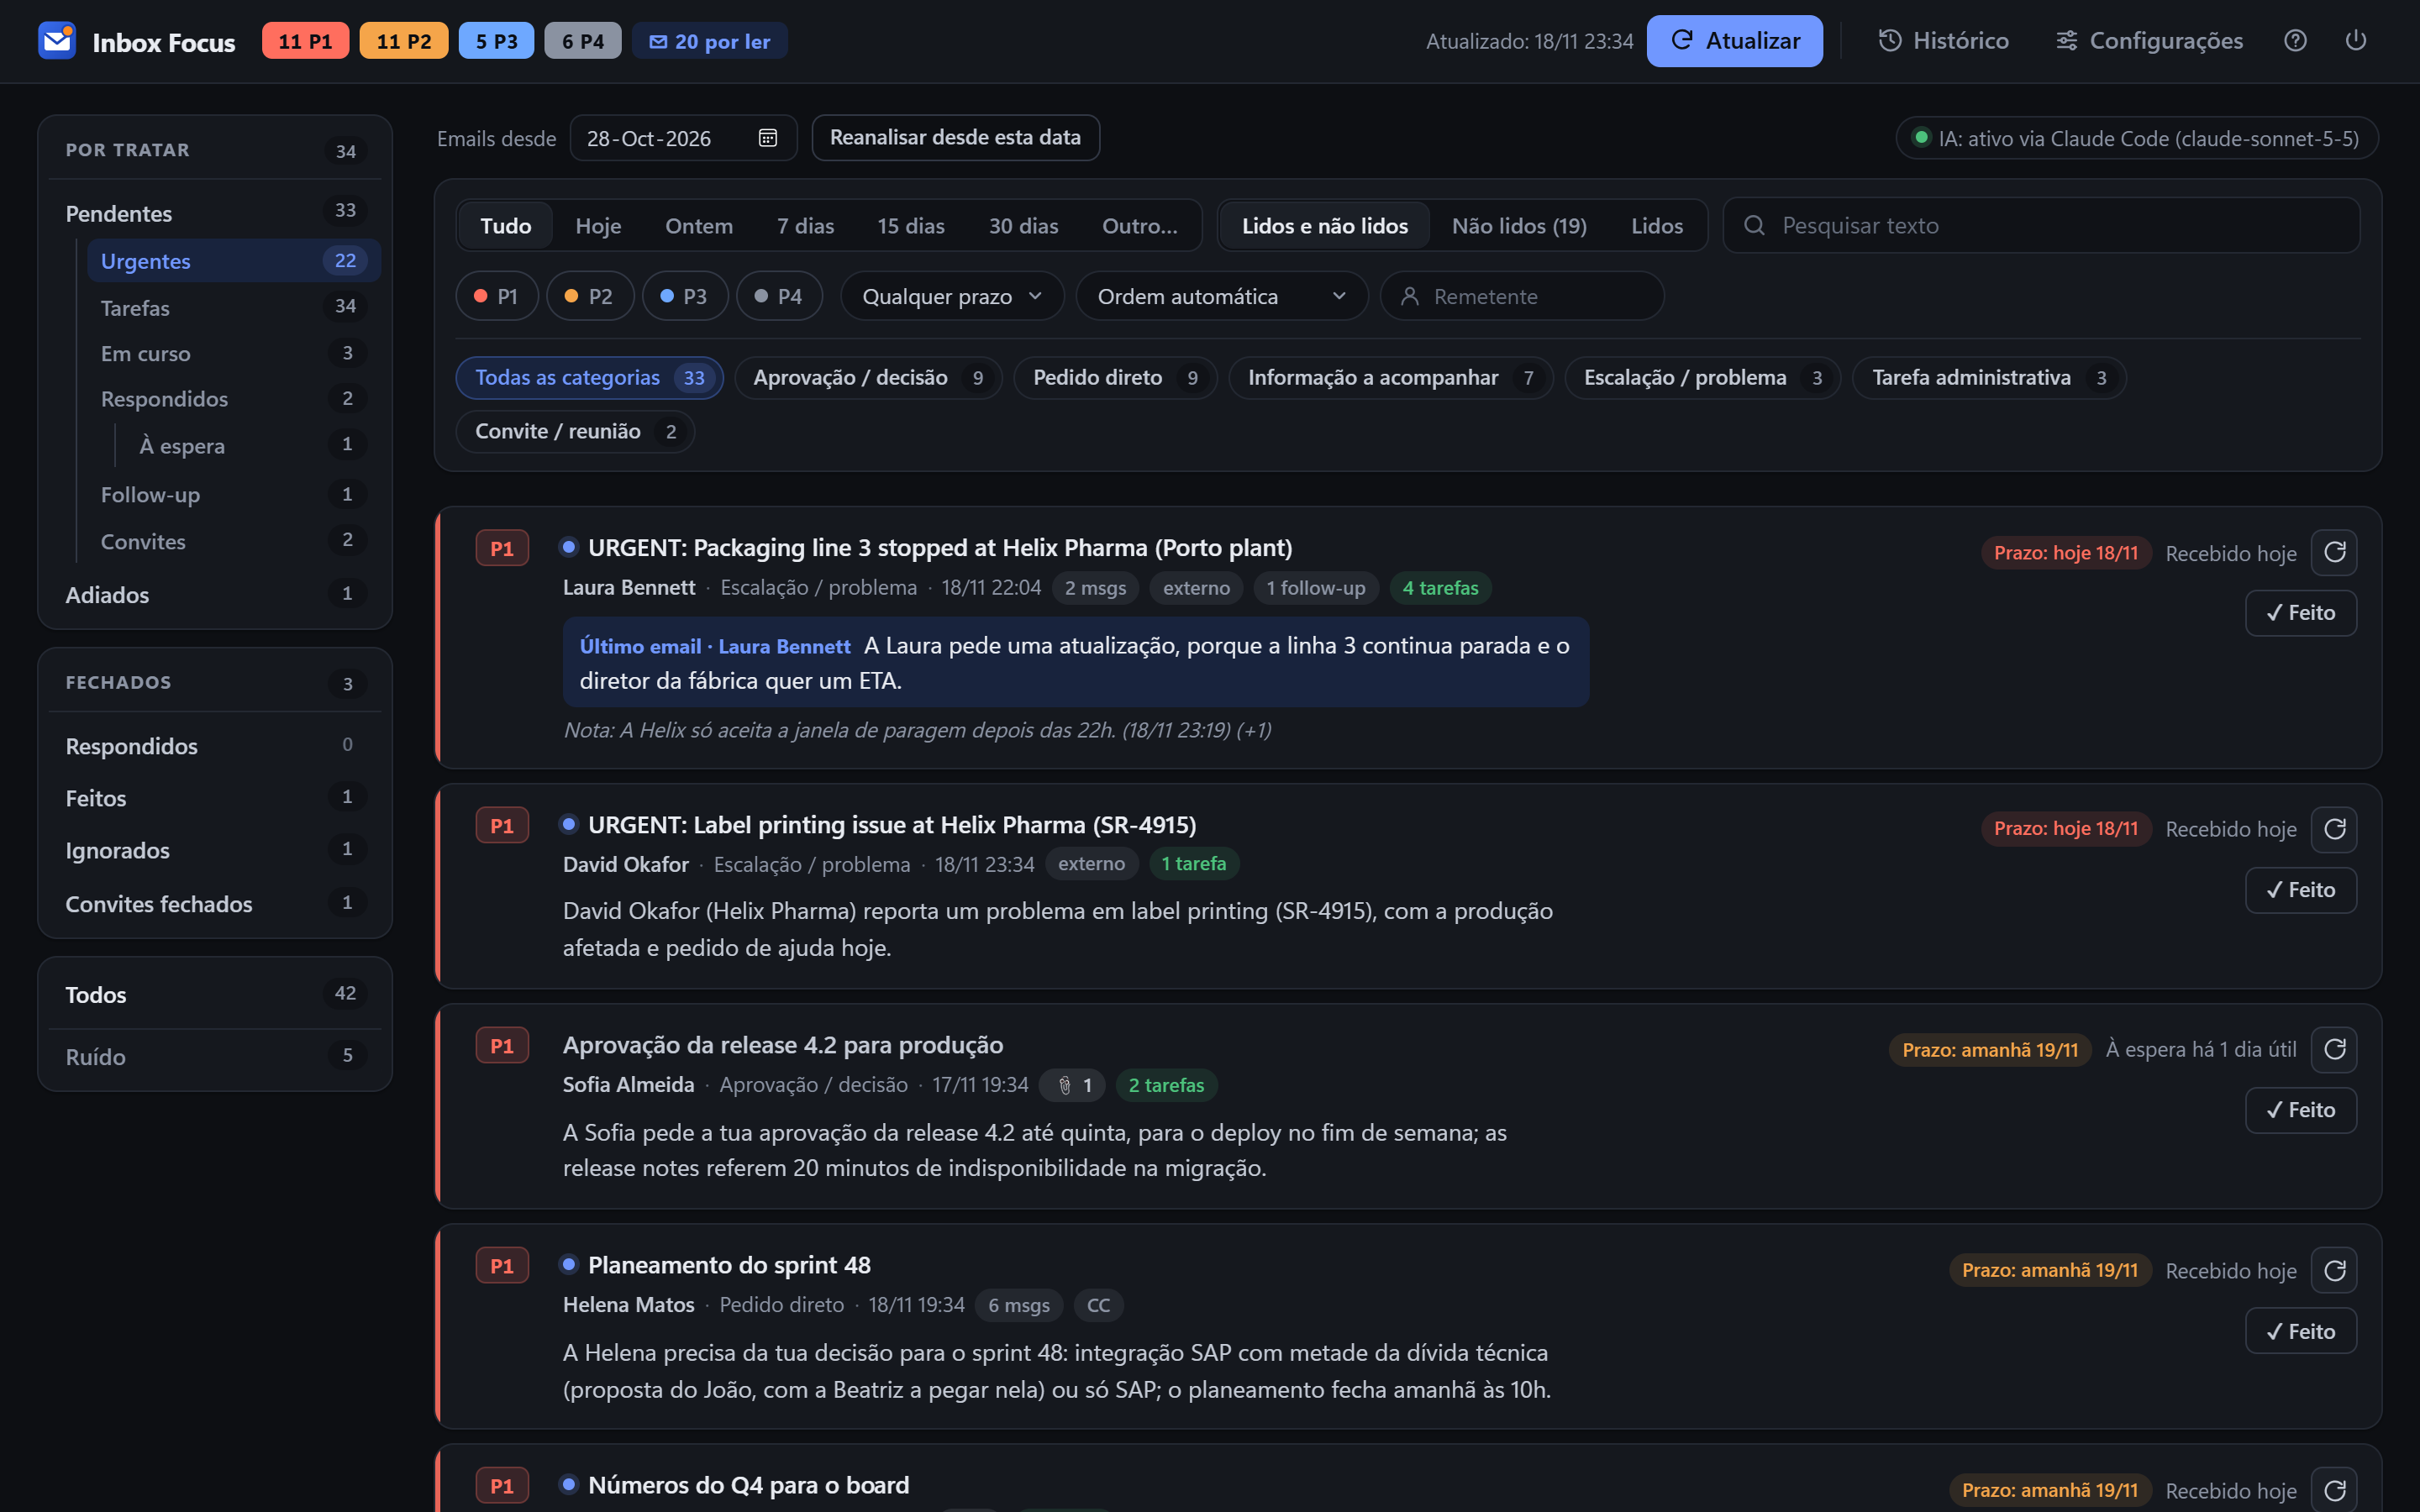 Inbox Focus
11 P1
11 P2
5 P3
6 P4
20 por ler
Atualizado: 18/11 23:34
Atualizar
Histórico
Configurações
POR TRATAR 34
Pendentes 33
Urgentes 22
Tarefas 34
Em curso 3
Respondidos 2
À espera 1
Follow-up 1
Convites 2
Adiados 1
FECHADOS 3
Respondidos 0
Feitos 1
Ignorados 1
Convites fechados 1
Todos 42
Ruído 5
Emails desde 28-Oct-2026 Reanalisar desde esta data
IA: ativo via Claude Code (claude-sonnet-5-5)
Tudo Hoje Ontem 7 dias 15 dias 30 dias Outro...
Lidos e não lidos Não lidos (19) Lidos
Pesquisar texto
P1 P2 P3 P4 Qualquer prazo Ordem automática Remetente
Todas as categorias 33 Aprovação / decisão 9 Pedido direto 9 Informação a acompanhar 7 Escalação / problema 3 Tarefa administrativa 3
Convite / reunião 2
P1 URGENT: Packaging line 3 stopped at Helix Pharma (Porto plant)
Prazo: hoje 18/11 Recebido hoje
Laura Bennett · Escalação / problema · 18/11 22:04 2 msgs externo 1 follow-up 4 tarefas
✓ Feito
Último email · Laura Bennett A Laura pede uma atualização, porque a linha 3 continua parada e o
diretor da fábrica quer um ETA.
Nota: A Helix só aceita a janela de paragem depois das 22h. (18/11 23:19) (+1)
P1 URGENT: Label printing issue at Helix Pharma (SR-4915)
Prazo: hoje 18/11 Recebido hoje
David Okafor · Escalação / problema · 18/11 23:34 externo 1 tarefa
✓ Feito
David Okafor (Helix Pharma) reporta um problema em label printing (SR-4915), com a produção
afetada e pedido de ajuda hoje.
P1 Aprovação da release 4.2 para produção
Prazo: amanhã 19/11 À espera há 1 dia útil
Sofia Almeida · Aprovação / decisão · 17/11 19:34 1 2 tarefas
✓ Feito
A Sofia pede a tua aprovação da release 4.2 até quinta, para o deploy no fim de semana; as
release notes referem 20 minutos de indisponibilidade na migração.
P1 Planeamento do sprint 48
Prazo: amanhã 19/11 Recebido hoje
Helena Matos · Pedido direto · 18/11 19:34 6 msgs CC
✓ Feito
A Helena precisa da tua decisão para o sprint 48: integração SAP com metade da dívida técnica
(proposta do João, com a Beatriz a pegar nela) ou só SAP; o planeamento fecha amanhã às 10h.
P1 Números do Q4 para o board
Prazo: amanhã 19/11 Recebido hoje